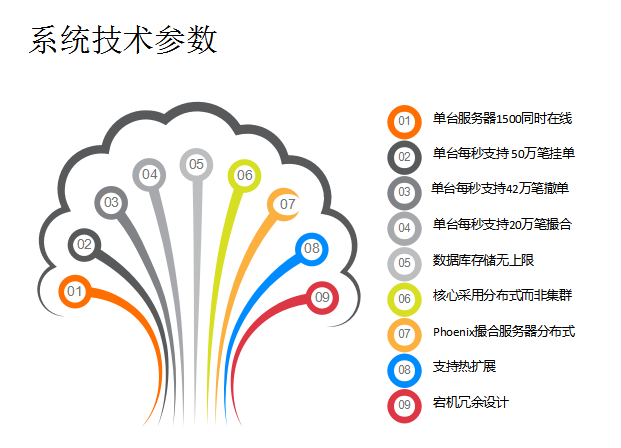 系统技术参数
01
02
03
04
05
06
07
08
09
01 单台服务器1500同时在线
02 单台每秒支持 50万笔挂单
03 单台每秒支持42万笔撤单
04 单台每秒支持20万笔撮合
05 数据库存储无上限
06 核心采用分布式而非集群
07 Phoenix撮合服务器分布式
08 支持热扩展
09 宕机冗余设计